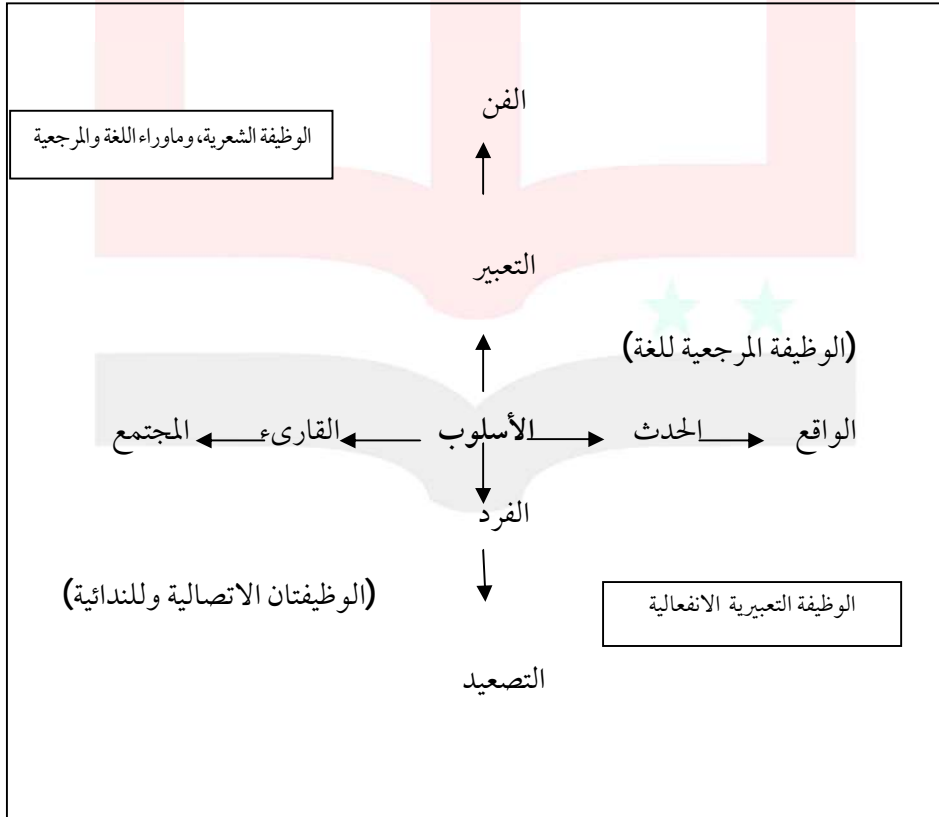 الفن
الوظيفة الشعرية، وماوراء اللغة والمرجعية
التعبير
(الوظيفة المرجعية للغة)
الواقع الحدث الأسلوب القارىء المجتمع
الفرد
(الوظيفتان الاتصالية وللندائية)
الوظيفة التعبيرية الانفعالية
التصعيد